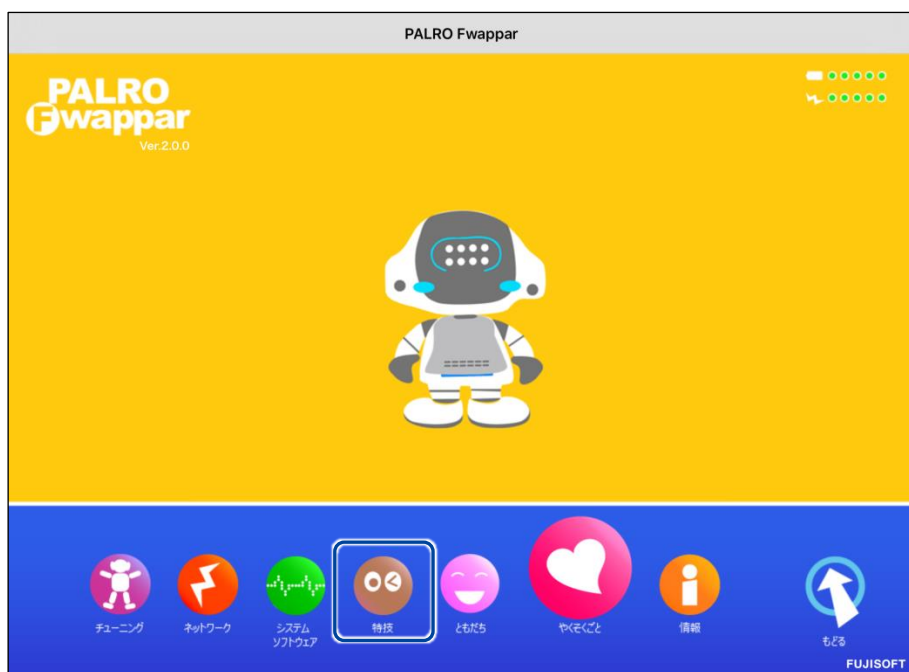 PALRO Fwappar
PALRO
Fwappar
Ver.2.0.0
チューニング
ネットワーク
システム
ソフトウェア
特技
ともだち
やくそくごと
情報
もどる
FUJISOFT